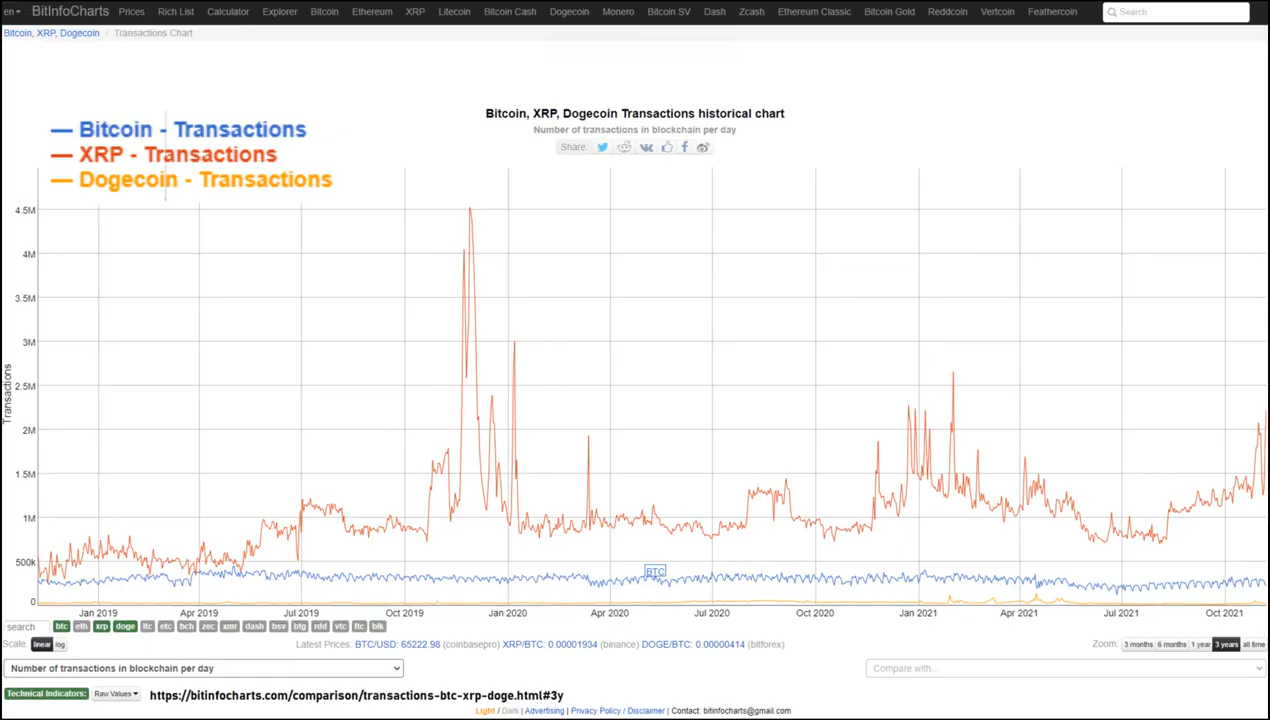 en BitInfoCharts Prices Rich List Calculator Explorer Bitcoin Ethereum XRP Litecoin Bitcoin Cash Dogecoin Monero Bitcoin SV Dash Zcash Ethereum Classic Bitcoin Gold Reddcoin Vertcoin Feathercoin Search
Bitcoin, XRP, Dogecoin / Transactions Chart
Bitcoin, XRP, Dogecoin Transactions historical chart
Number of transactions in blockchain per day
Share:
Bitcoin - Transactions
XRP - Transactions
Dogecoin - Transactions
4.5M
4M
3.5M
3M
2.5M
2M
1.5M
1M
500k
0
Transactions
BTC
Jan 2019 Apr 2019 Jul 2019 Oct 2019 Jan 2020 Apr 2020 Jul 2020 Oct 2020 Jan 2021 Apr 2021 Jul 2021 Oct 2021
search btc eth xrp doge ltc etc bch zec xmr dash bsv btg rdd vtc ftc blk
Scale: linear log Latest Prices: BTC/USD: 65222.98 (coinbasepro) XRP/BTC: 0.00001934 (binance) DOGE/BTC: 0.00000414 (bitforex) Zoom: 3 months 6 months 1 year 3 years all time
Number of transactions in blockchain per day Compare with...
Technical Indicators: Raw Values https://bitinfocharts.com/comparison/transactions-btc-xrp-doge.html#3y
Light / Dark | Advertising | Privacy Policy / Disclaimer | Contact: bitinfocharts@gmail.com